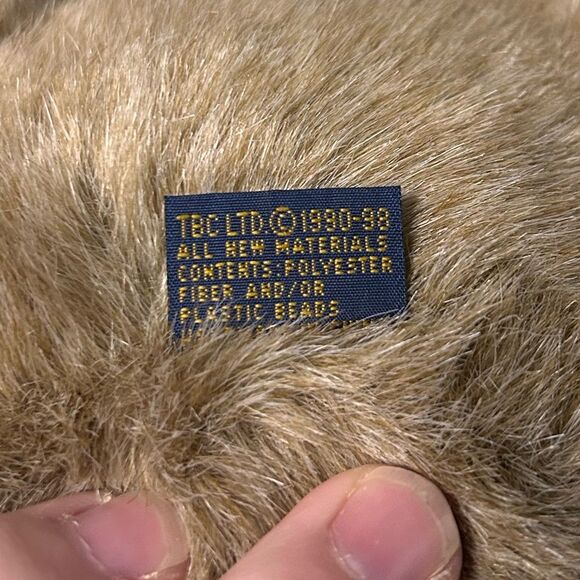 TBC LTD © 1990-98
ALL NEW MATERIALS
CONTENTS: POLYESTER
FIBER AND/OR
PLASTIC BEADS